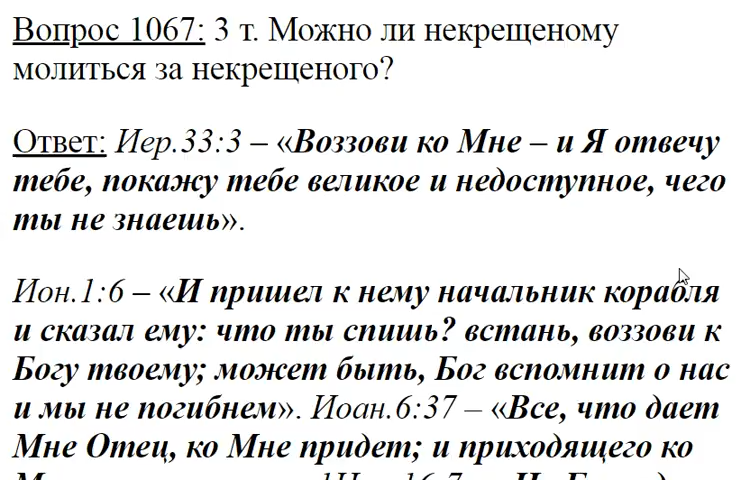 Вопрос 1067: 3 т. Можно ли некрещеному
молиться за некрещеного?
Ответ: Иер.33:3 – «Воззови ко Мне – и Я отвечу
тебе, покажу тебе великое и недоступное, чего
ты не знаешь».
Ион.1:6 – «И пришел к нему начальник корабля
и сказал ему: что ты спишь? встань, воззови к
Богу твоему; может быть, Бог вспомнит о нас
и мы не погибнем». Иоан.6:37 – «Все, что дает
Мне Отец, ко Мне придет; и приходящего ко